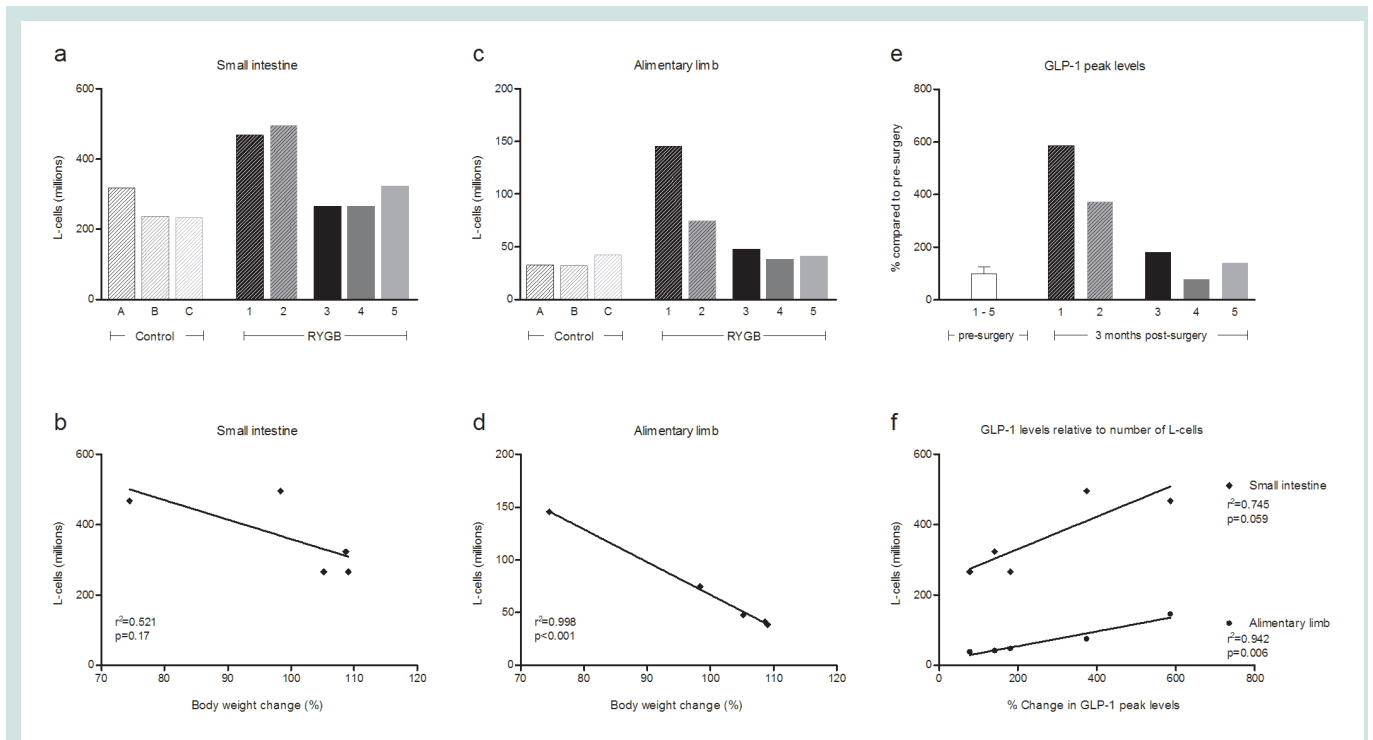 a
Small intestine
600
400
200
0
L-cells (millions)
A B C 1 2 3 4 5
Control RYGB
c
Alimentary limb
200
150
100
50
0
L-cells (millions)
A B C 1 2 3 4 5
Control RYGB
e
GLP-1 peak levels
800
600
400
200
0
% compared to pre-surgery
1 - 5 1 2 3 4 5
pre-surgery 3 months post-surgery
b
Small intestine
600
400
200
0
L-cells (millions)
r²=0.521
p=0.17
70 80 90 100 110 120
Body weight change (%)
d
Alimentary limb
200
150
100
50
0
L-cells (millions)
r²=0.998
p<0.001
70 80 90 100 110 120
Body weight change (%)
f
GLP-1 levels relative to number of L-cells
600
400
200
0
L-cells (millions)
Small intestine
r²=0.745
p=0.059
Alimentary limb
r²=0.942
p=0.006
0 200 400 600 800
% Change in GLP-1 peak levels